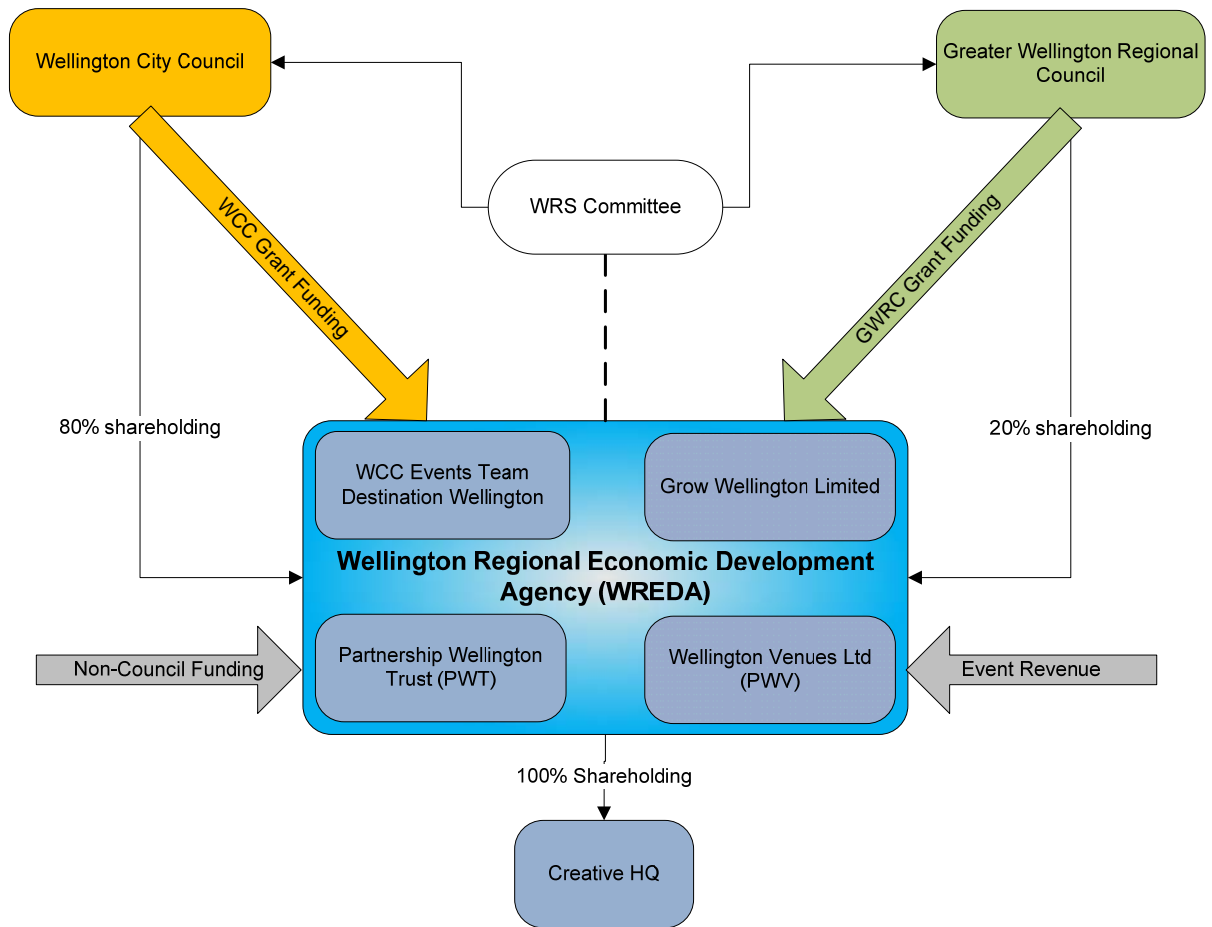 Wellington City Council
Greater Wellington Regional
Council
WRS Committee
WCC Grant Funding
GWRC Grant Funding
80% shareholding
20% shareholding
WCC Events Team
Destination Wellington
Grow Wellington Limited
Wellington Regional Economic Development
Agency (WREDA)
Partnership Wellington
Trust (PWT)
Wellington Venues Ltd
(PWV)
Non-Council Funding
Event Revenue
100% Shareholding
Creative HQ